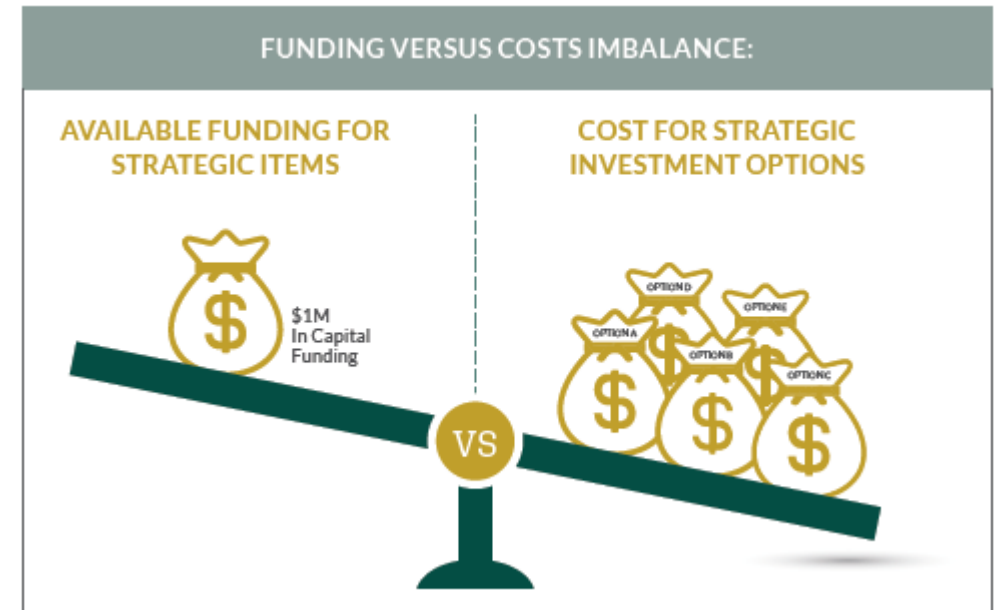 FUNDING VERSUS COSTS IMBALANCE:
AVAILABLE FUNDING FOR
STRATEGIC ITEMS
$
$1M
In Capital
Funding
VS
COST FOR STRATEGIC
INVESTMENT OPTIONS
OPTION D
OPTION E
OPTION A
OPTION B
OPTION C
$
$
$
$
$